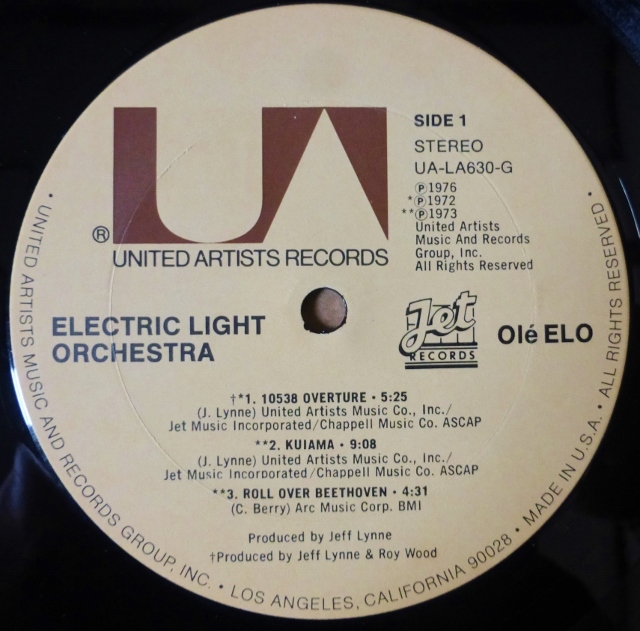 SIDE 1
STEREO
UA-LA630-G
Ⓟ1976
*Ⓟ1972
**Ⓟ1973
United Artists
Music And Records
Group, Inc.
All Rights Reserved
UA
®
UNITED ARTISTS RECORDS
ELECTRIC LIGHT
ORCHESTRA
Jet
RECORDS
Olé ELO
†*1. 10538 OVERTURE • 5:25
(J. Lynne) United Artists Music Co., Inc./
Jet Music Incorporated/Chappell Music Co. ASCAP
**2. KUIAMA • 9:08
(J. Lynne) United Artists Music Co., Inc./
Jet Music Incorporated/Chappell Music Co. ASCAP
**3. ROLL OVER BEETHOVEN • 4:31
(C. Berry) Arc Music Corp. BMI
Produced by Jeff Lynne
†Produced by Jeff Lynne & Roy Wood
• UNITED ARTISTS MUSIC AND RECORDS GROUP, INC. • LOS ANGELES, CALIFORNIA 90028 • MADE IN U.S.A. • ALL RIGHTS RESERVED •